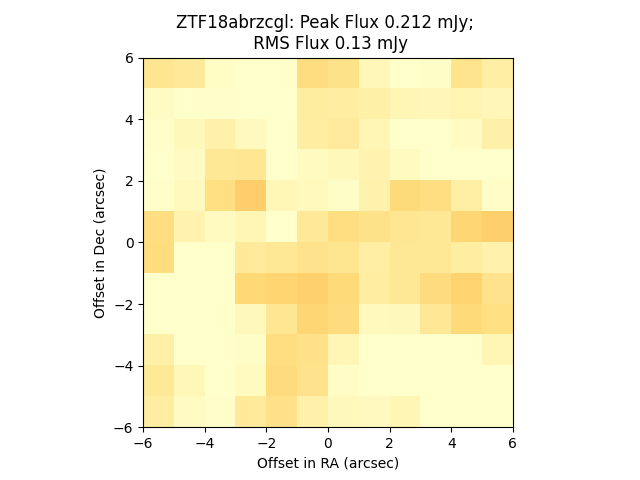 ZTF18abrzcgl: Peak Flux 0.212 mJy;
RMS Flux 0.13 mJy
6
4
2
0
−2
−4
−6
Offset in Dec (arcsec)
−6 −4 −2 0 2 4 6
Offset in RA (arcsec)